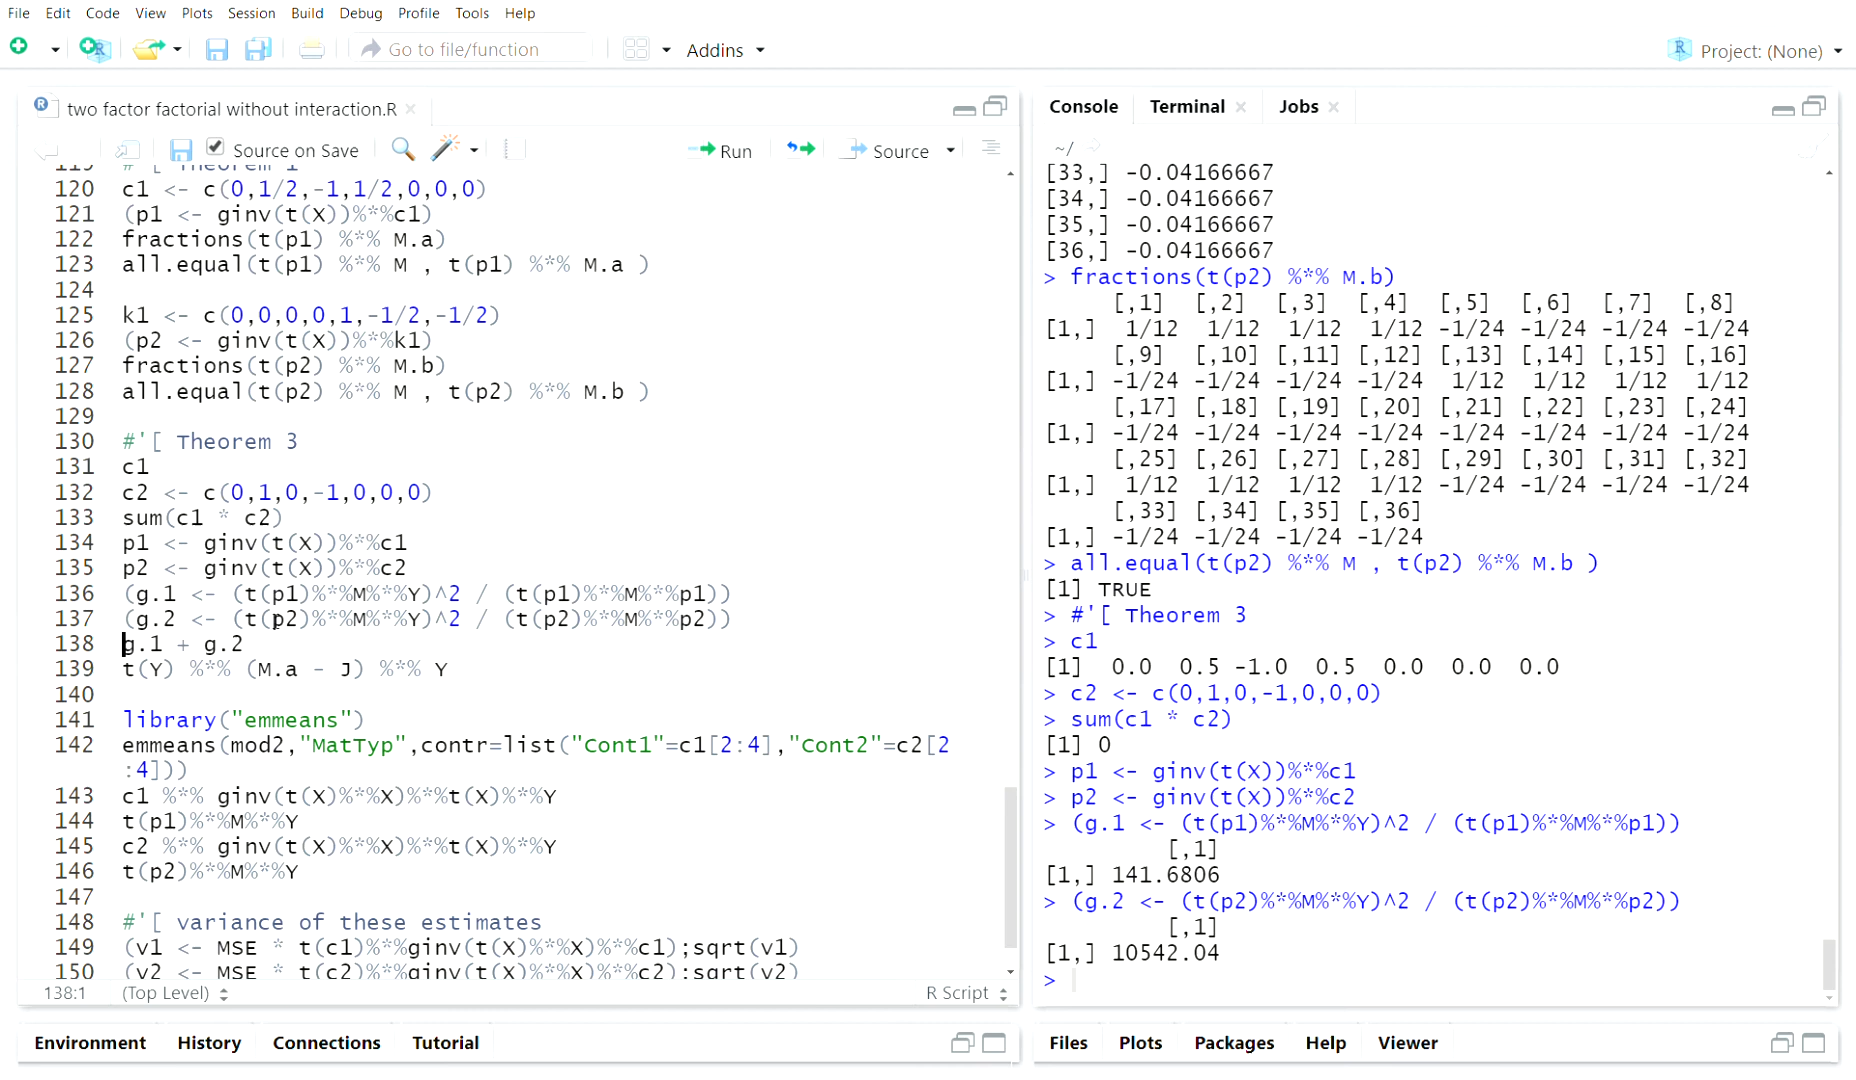 File Edit Code View Plots Session Build Debug Profile Tools Help
Go to file/function Addins Project: (None)
two factor factorial without interaction.R
Source on Save Run Source
119 #'[ Theorem 1
120 c1 <- c(0,1/2,-1,1/2,0,0,0)
121 (p1 <- ginv(t(X))%*%c1)
122 fractions(t(p1) %*% M.a)
123 all.equal(t(p1) %*% M , t(p1) %*% M.a )
124
125 k1 <- c(0,0,0,0,1,-1/2,-1/2)
126 (p2 <- ginv(t(X))%*%k1)
127 fractions(t(p2) %*% M.b)
128 all.equal(t(p2) %*% M , t(p2) %*% M.b )
129
130 #'[ Theorem 3
131 c1
132 c2 <- c(0,1,0,-1,0,0,0)
133 sum(c1 * c2)
134 p1 <- ginv(t(X))%*%c1
135 p2 <- ginv(t(X))%*%c2
136 (g.1 <- (t(p1)%*%M%*%Y)^2 / (t(p1)%*%M%*%p1))
137 (g.2 <- (t(p2)%*%M%*%Y)^2 / (t(p2)%*%M%*%p2))
138 g.1 + g.2
139 t(Y) %*% (M.a - J) %*% Y
140
141 library("emmeans")
142 emmeans(mod2,"MatTyp",contr=list("Cont1"=c1[2:4],"Cont2"=c2[2
:4]))
143 c1 %*% ginv(t(X)%*%X)%*%t(X)%*%Y
144 t(p1)%*%M%*%Y
145 c2 %*% ginv(t(X)%*%X)%*%t(X)%*%Y
146 t(p2)%*%M%*%Y
147
148 #'[ variance of these estimates
149 (v1 <- MSE * t(c1)%*%ginv(t(X)%*%X)%*%c1);sqrt(v1)
150 (v2 <- MSE * t(c2)%*%ginv(t(X)%*%X)%*%c2);sqrt(v2)
138:1 (Top Level) R Script
Environment History Connections Tutorial
Console Terminal Jobs
~/
[33,] -0.04166667
[34,] -0.04166667
[35,] -0.04166667
[36,] -0.04166667
> fractions(t(p2) %*% M.b)
[,1] [,2] [,3] [,4] [,5] [,6] [,7] [,8]
[1,] 1/12 1/12 1/12 1/12 -1/24 -1/24 -1/24 -1/24
[,9] [,10] [,11] [,12] [,13] [,14] [,15] [,16]
[1,] -1/24 -1/24 -1/24 -1/24 1/12 1/12 1/12 1/12
[,17] [,18] [,19] [,20] [,21] [,22] [,23] [,24]
[1,] -1/24 -1/24 -1/24 -1/24 -1/24 -1/24 -1/24 -1/24
[,25] [,26] [,27] [,28] [,29] [,30] [,31] [,32]
[1,] 1/12 1/12 1/12 1/12 -1/24 -1/24 -1/24 -1/24
[,33] [,34] [,35] [,36]
[1,] -1/24 -1/24 -1/24 -1/24
> all.equal(t(p2) %*% M , t(p2) %*% M.b )
[1] TRUE
> #'[ Theorem 3
> c1
[1] 0.0 0.5 -1.0 0.5 0.0 0.0 0.0
> c2 <- c(0,1,0,-1,0,0,0)
> sum(c1 * c2)
[1] 0
> p1 <- ginv(t(X))%*%c1
> p2 <- ginv(t(X))%*%c2
> (g.1 <- (t(p1)%*%M%*%Y)^2 / (t(p1)%*%M%*%p1))
[,1]
[1,] 141.6806
> (g.2 <- (t(p2)%*%M%*%Y)^2 / (t(p2)%*%M%*%p2))
[,1]
[1,] 10542.04
>
Files Plots Packages Help Viewer